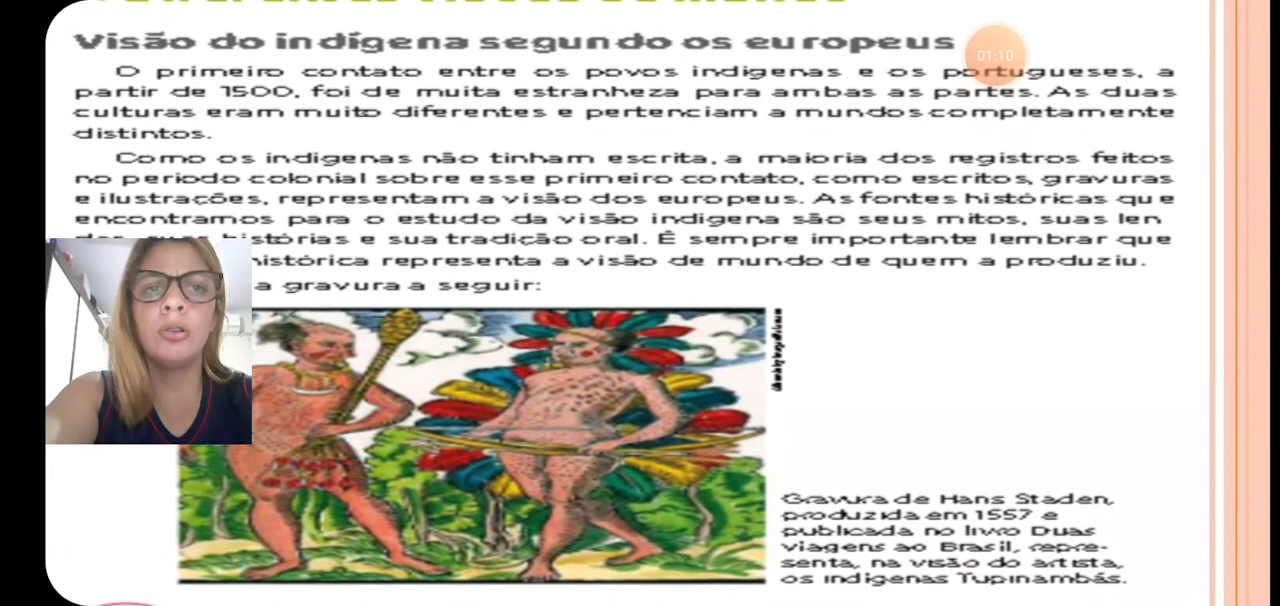 Visão do indígena segundo os europeus
01:10
O primeiro contato entre os povos indígenas e os portugueses, a
partir de 1500, foi de muita estranheza para ambas as partes. As duas
culturas eram muito diferentes e pertenciam a mundos completamente
distintos.
Como os indígenas não tinham escrita, a maioria dos registros feitos
no período colonial sobre esse primeiro contato, como escritos, gravuras
e ilustrações, representam a visão dos europeus. As fontes históricas que
encontramos para o estudo da visão indígena são seus mitos, suas len
histórias e sua tradição oral. É sempre importante lembrar que
histórica representa a visão de mundo de quem a produziu.
a gravura a seguir:
Gravura de Hans Staden,
produzida em 1557 e
publicada no livro Duas
viagens ao Brasil, repre-
senta, na visão do artista,
os indígenas Tupinambás.